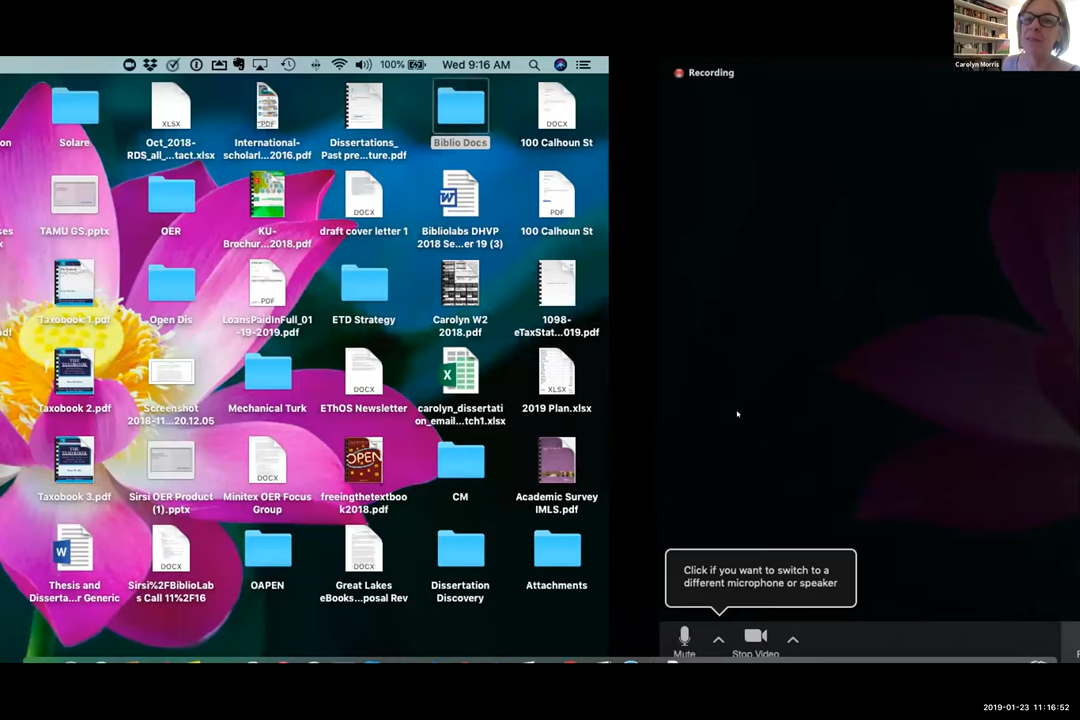 Carolyn Morris
100%
Wed 9:16 AM
Recording
on
Solare
XLSX
Oct_2018-
RDS_all_...tact.xlsx
PDF
International-
scholarl...2016.pdf
Dissertations_
Past pre...ture.pdf
Biblio Docs
DOCX
100 Calhoun St
ses
TAMU GS.pptx
OER
KU-
Brochur...2018.pdf
DOCX
draft cover letter 1
W
Bibliolabs DHVP
2018 Se...er 19 (3)
PDF
100 Calhoun St
Taxobook 1.pdf
Open Dis
PDF
LoansPaidInFull_01
-19-2019.pdf
ETD Strategy
Carolyn W2
2018.pdf
1098-
eTaxStat...019.pdf
THE
TAXOBOOK
Taxobook 2.pdf
Screenshot
2018-11...20.12.05
Mechanical Turk
DOCX
EThOS Newsletter
X
carolyn_dissertati
on_email...tch1.xlsx
XLSX
2019 Plan.xlsx
Taxobook 3.pdf
Sirsi OER Product
(1).pptx
DOCX
Minitex OER Focus
Group
OPEN
freeingthetextboo
k2018.pdf
CM
Academic Survey
IMLS.pdf
W
Thesis and
Disserta...r Generic
DOCX
Sirsi%2FBiblioLab
s Call 11%2F16
OAPEN
DOCX
Great Lakes
eBooks...posal Rev
Dissertation
Discovery
Attachments
Click if you want to switch to a
different microphone or speaker
Mute
Stop Video
2019-01-23 11:16:52